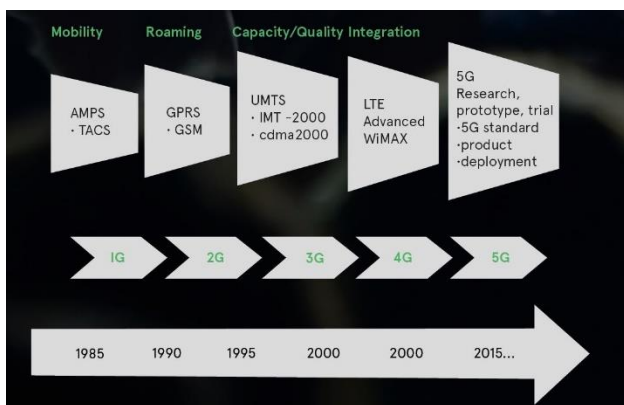 Mobility Roaming Capacity/Quality Integration
AMPS
· TACS
GPRS
· GSM
UMTS
· IMT -2000
· cdma2000
LTE
Advanced
WiMAX
5G
Research,
prototype, trial
·5G standard
·product
·deployment
1G 2G 3G 4G 5G
1985 1990 1995 2000 2000 2015...